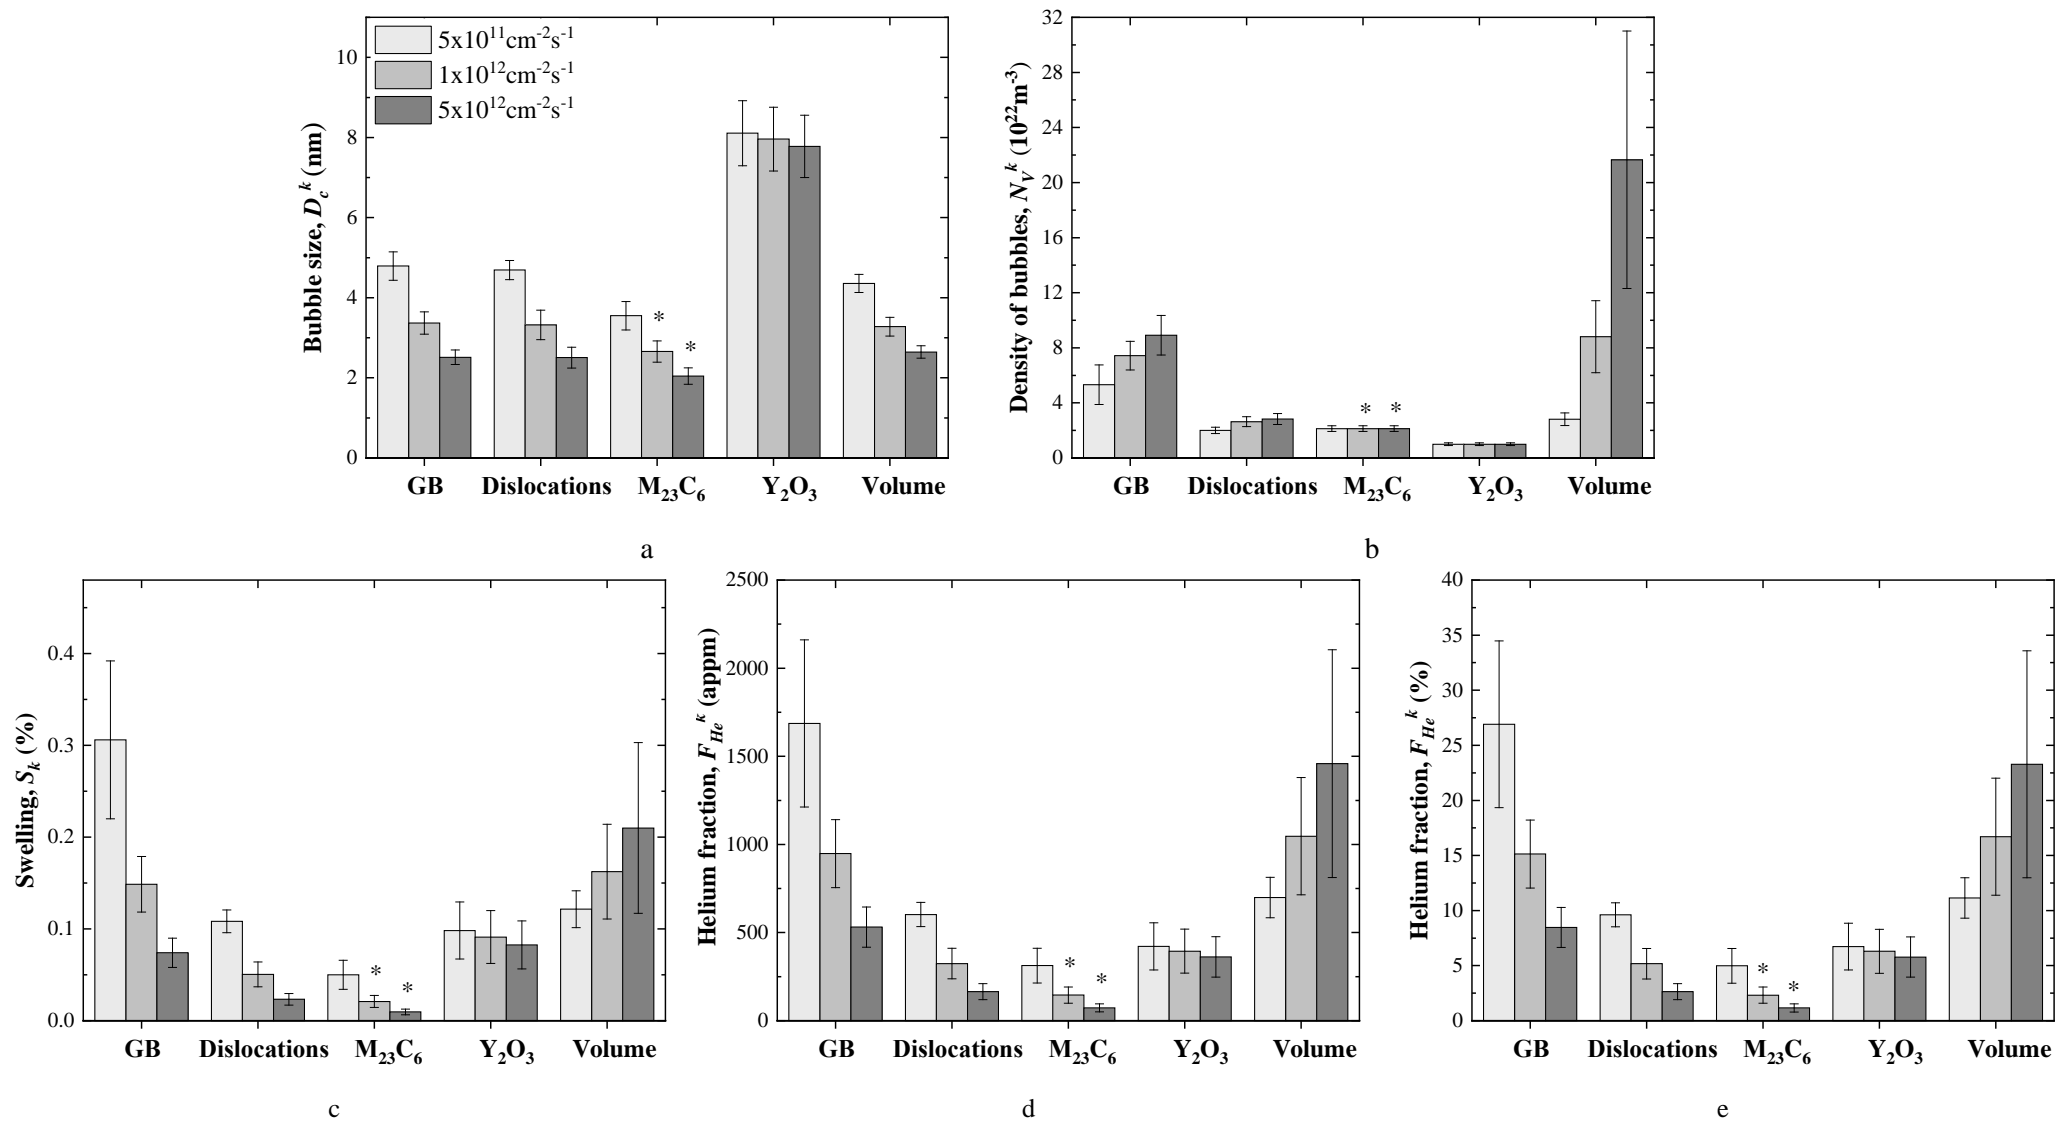 5x10¹¹cm⁻²s⁻¹
1x10¹²cm⁻²s⁻¹
5x10¹²cm⁻²s⁻¹
Bubble size, D_c^k (nm)
10
8
6
4
2
0
* *
GB Dislocations M₂₃C₆ Y₂O₃ Volume
a
Density of bubbles, N_V^k (10²²m⁻³)
32
28
24
20
16
12
8
4
0
* *
GB Dislocations M₂₃C₆ Y₂O₃ Volume
b
Swelling, S_k (%)
0.4
0.3
0.2
0.1
0.0
* *
GB Dislocations M₂₃C₆ Y₂O₃ Volume
c
Helium fraction, F_He^k (appm)
2500
2000
1500
1000
500
0
* *
GB Dislocations M₂₃C₆ Y₂O₃ Volume
d
Helium fraction, F_He^k (%)
40
35
30
25
20
15
10
5
0
* *
GB Dislocations M₂₃C₆ Y₂O₃ Volume
e